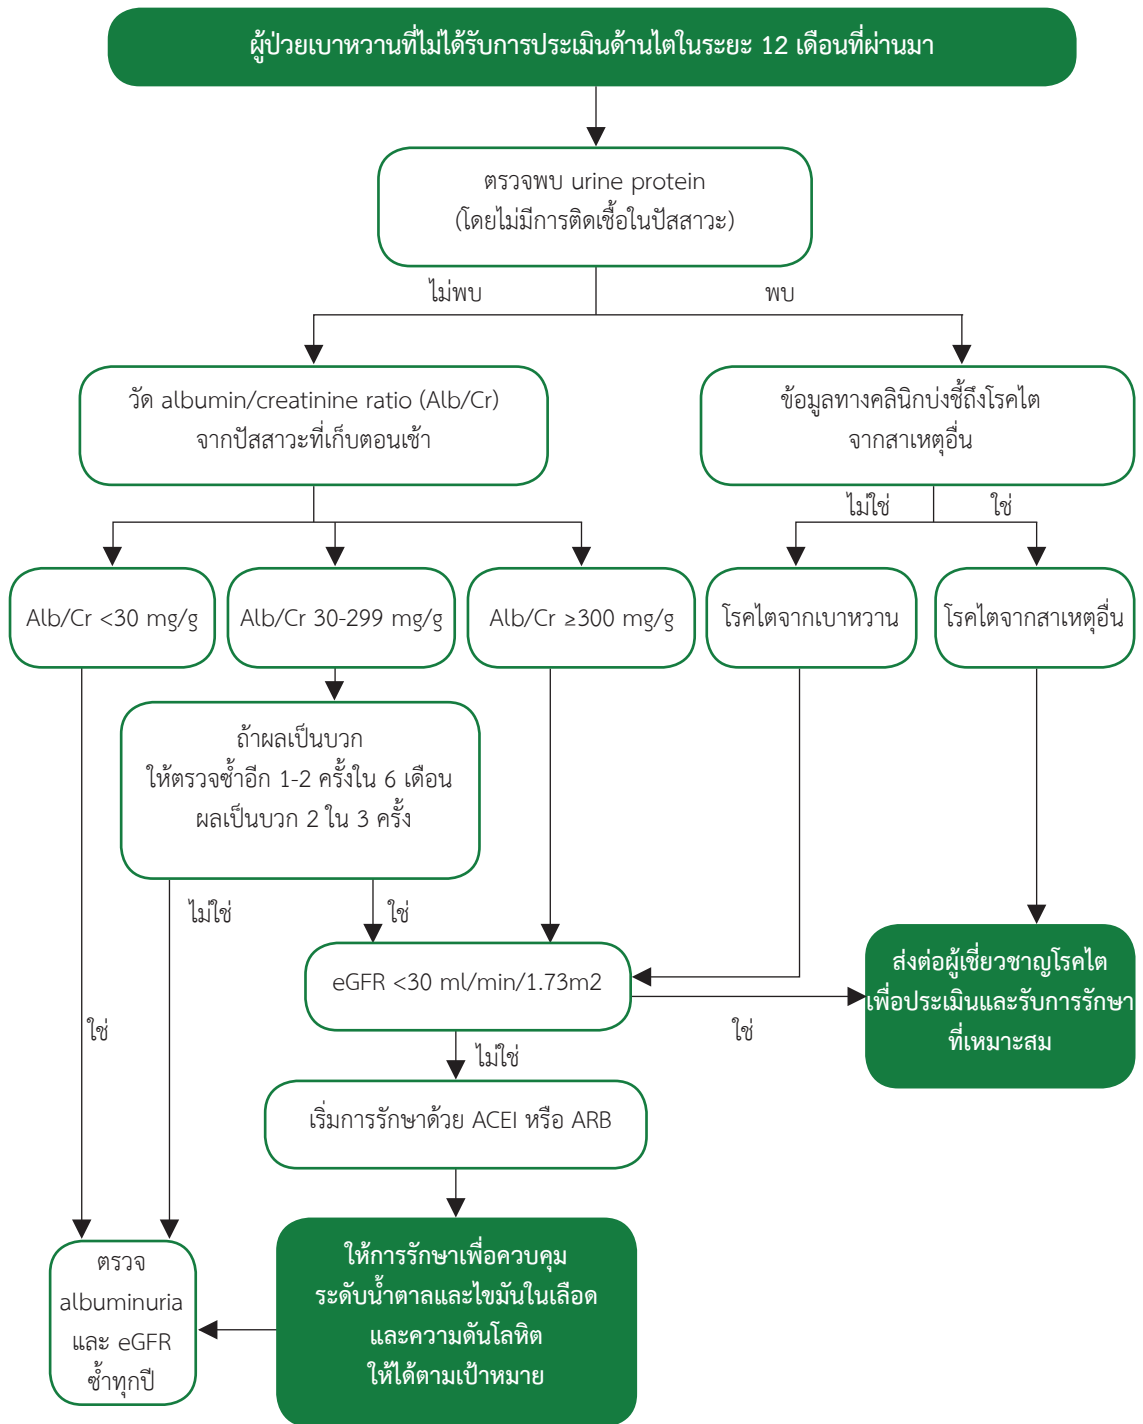 ผู้ป่วยเบาหวานที่ไม่ได้รับการประเมินด้านไตในระยะ 12 เดือนที่ผ่านมา
ตรวจพบ urine protein
(โดยไม่มีการติดเชื้อในปัสสาวะ)
ไม่พบ
พบ
วัด albumin/creatinine ratio (Alb/Cr)
จากปัสสาวะที่เก็บตอนเช้า
ข้อมูลทางคลินิกบ่งชี้ถึงโรคไต
จากสาเหตุอื่น
ไม่ใช่
ใช่
Alb/Cr <30 mg/g
Alb/Cr 30-299 mg/g
Alb/Cr ≥300 mg/g
โรคไตจากเบาหวาน
โรคไตจากสาเหตุอื่น
ถ้าผลเป็นบวก
ให้ตรวจซ้ำอีก 1-2 ครั้งใน 6 เดือน
ผลเป็นบวก 2 ใน 3 ครั้ง
ไม่ใช่
ใช่
eGFR <30 ml/min/1.73m2
ส่งต่อผู้เชี่ยวชาญโรคไต
เพื่อประเมินและรับการรักษา
ที่เหมาะสม
ใช่
ใช่
ไม่ใช่
เริ่มการรักษาด้วย ACEI หรือ ARB
ตรวจ
albuminuria
และ eGFR
ซ้ำทุกปี
ให้การรักษาเพื่อควบคุม
ระดับน้ำตาลและไขมันในเลือด
และความดันโลหิต
ให้ได้ตามเป้าหมาย